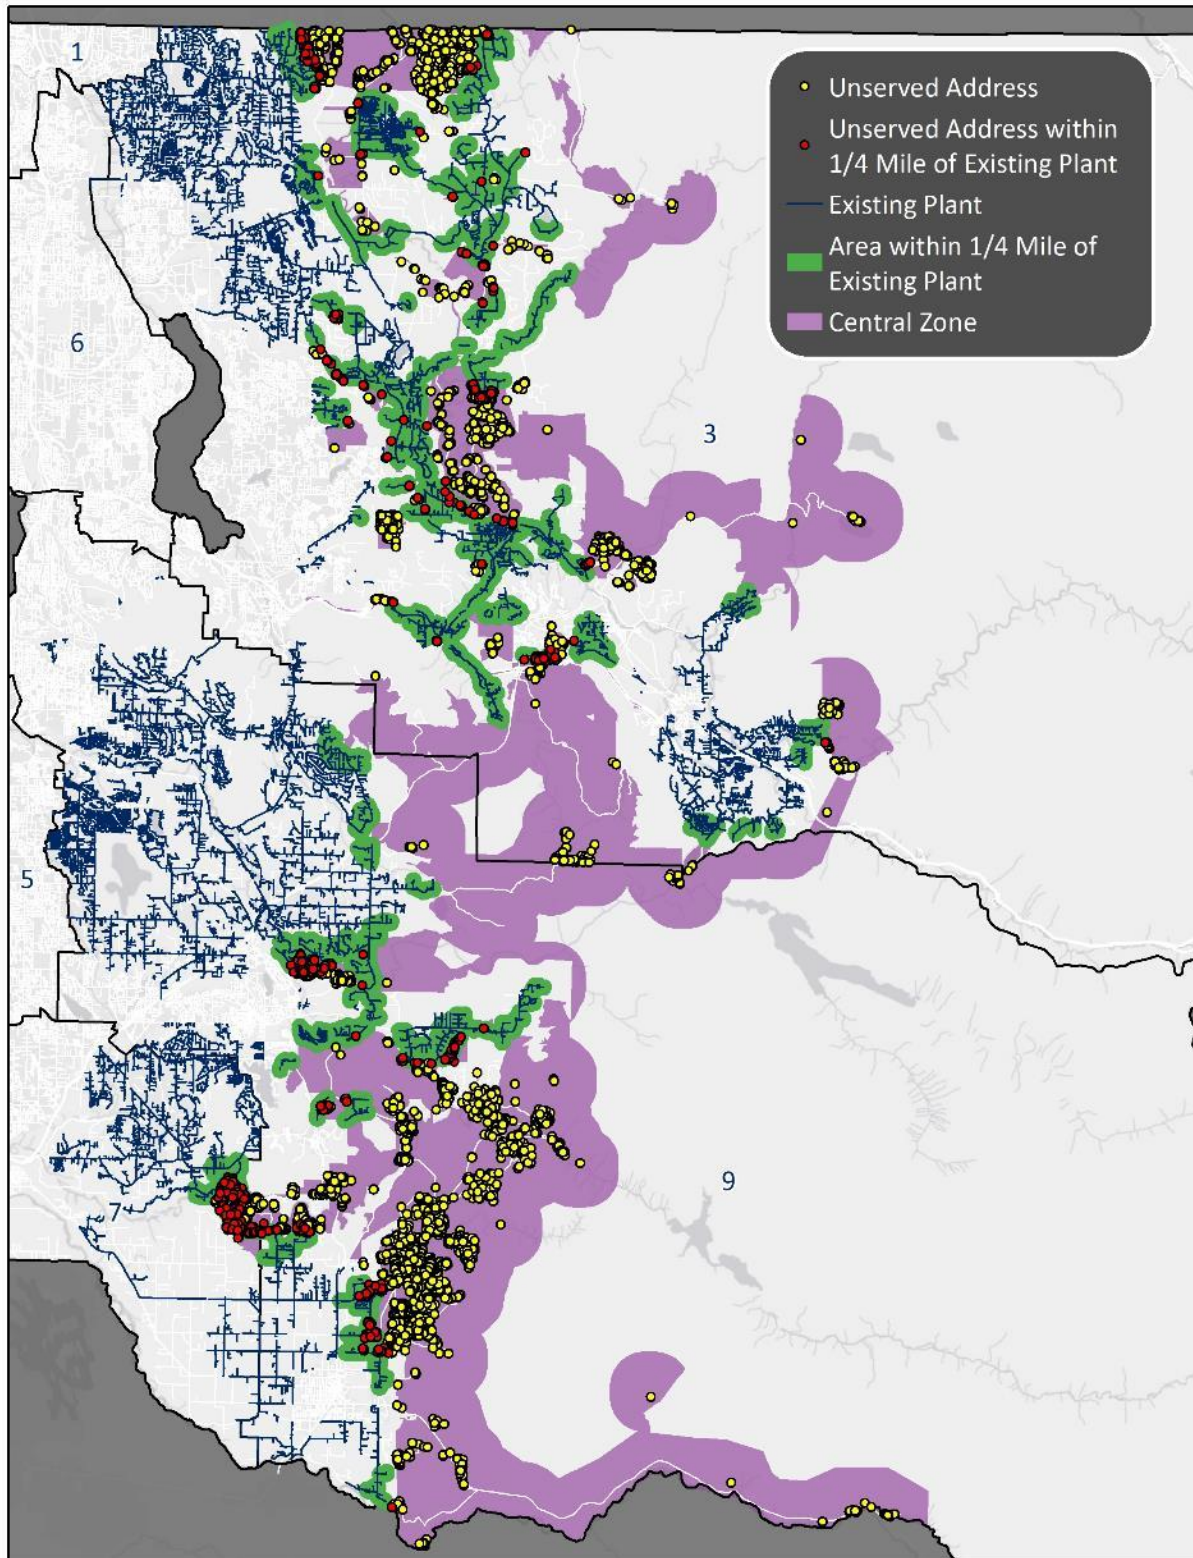 1
Unserved Address
Unserved Address within
1/4 Mile of Existing Plant
Existing Plant
Area within 1/4 Mile of
Existing Plant
Central Zone
6
3
5
9
7